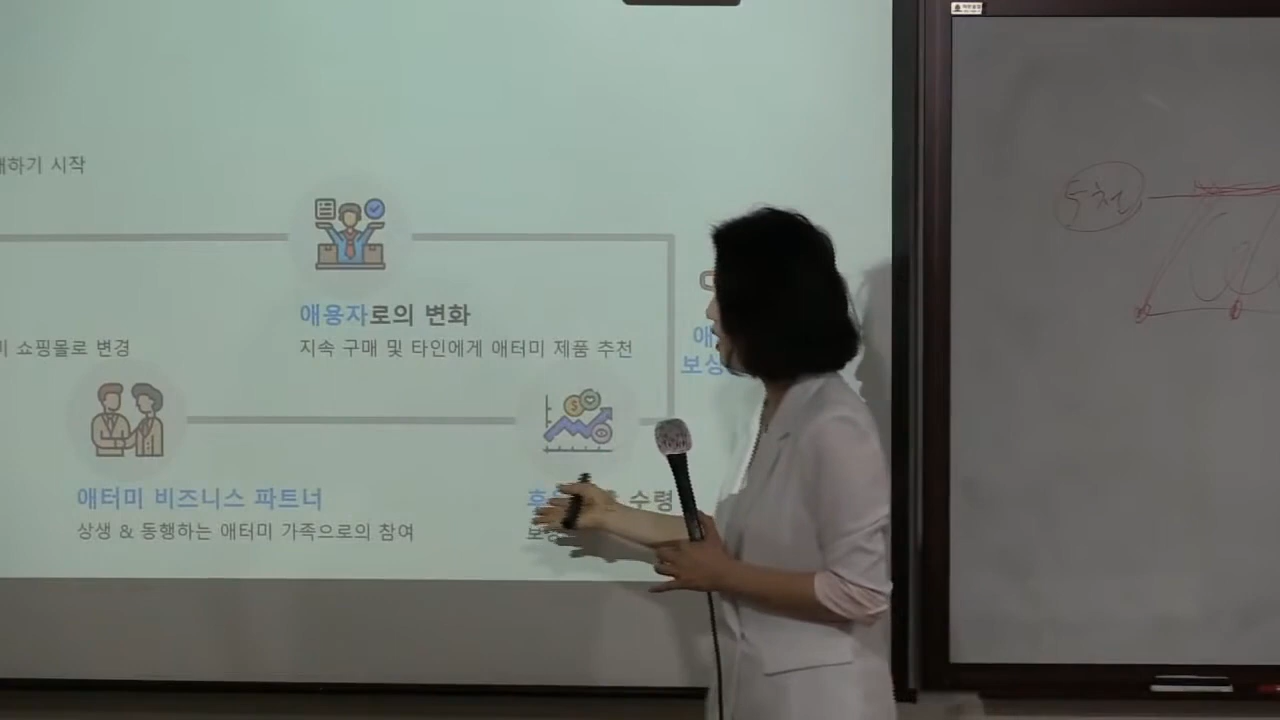 하기 시작
애용자로의 변화
쇼핑몰로 변경
지속 구매 및 타인에게 애터미 제품 추천
애터미 비즈니스 파트너
수령
상생 & 동행하는 애터미 가족으로의 참여
5천